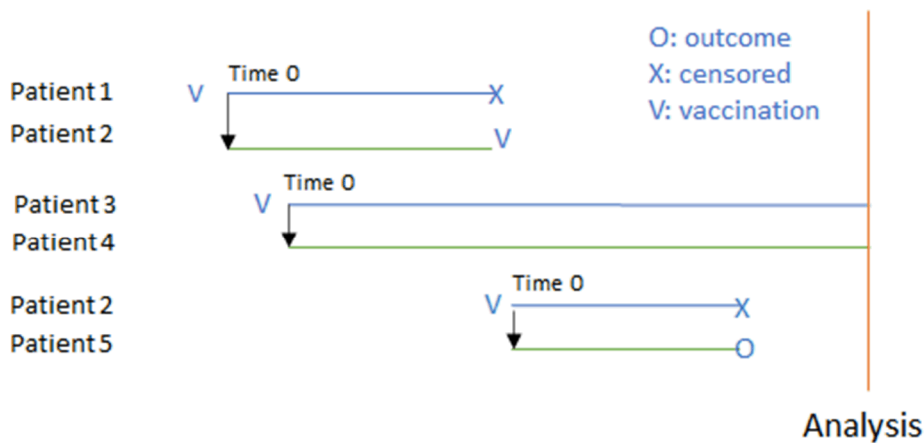 O: outcome
X: censored
V: vaccination
Time 0
Patient 1 V X
Patient 2 V
Time 0
Patient 3 V
Patient 4
Time 0
Patient 2 V X
Patient 5 O
Analysis